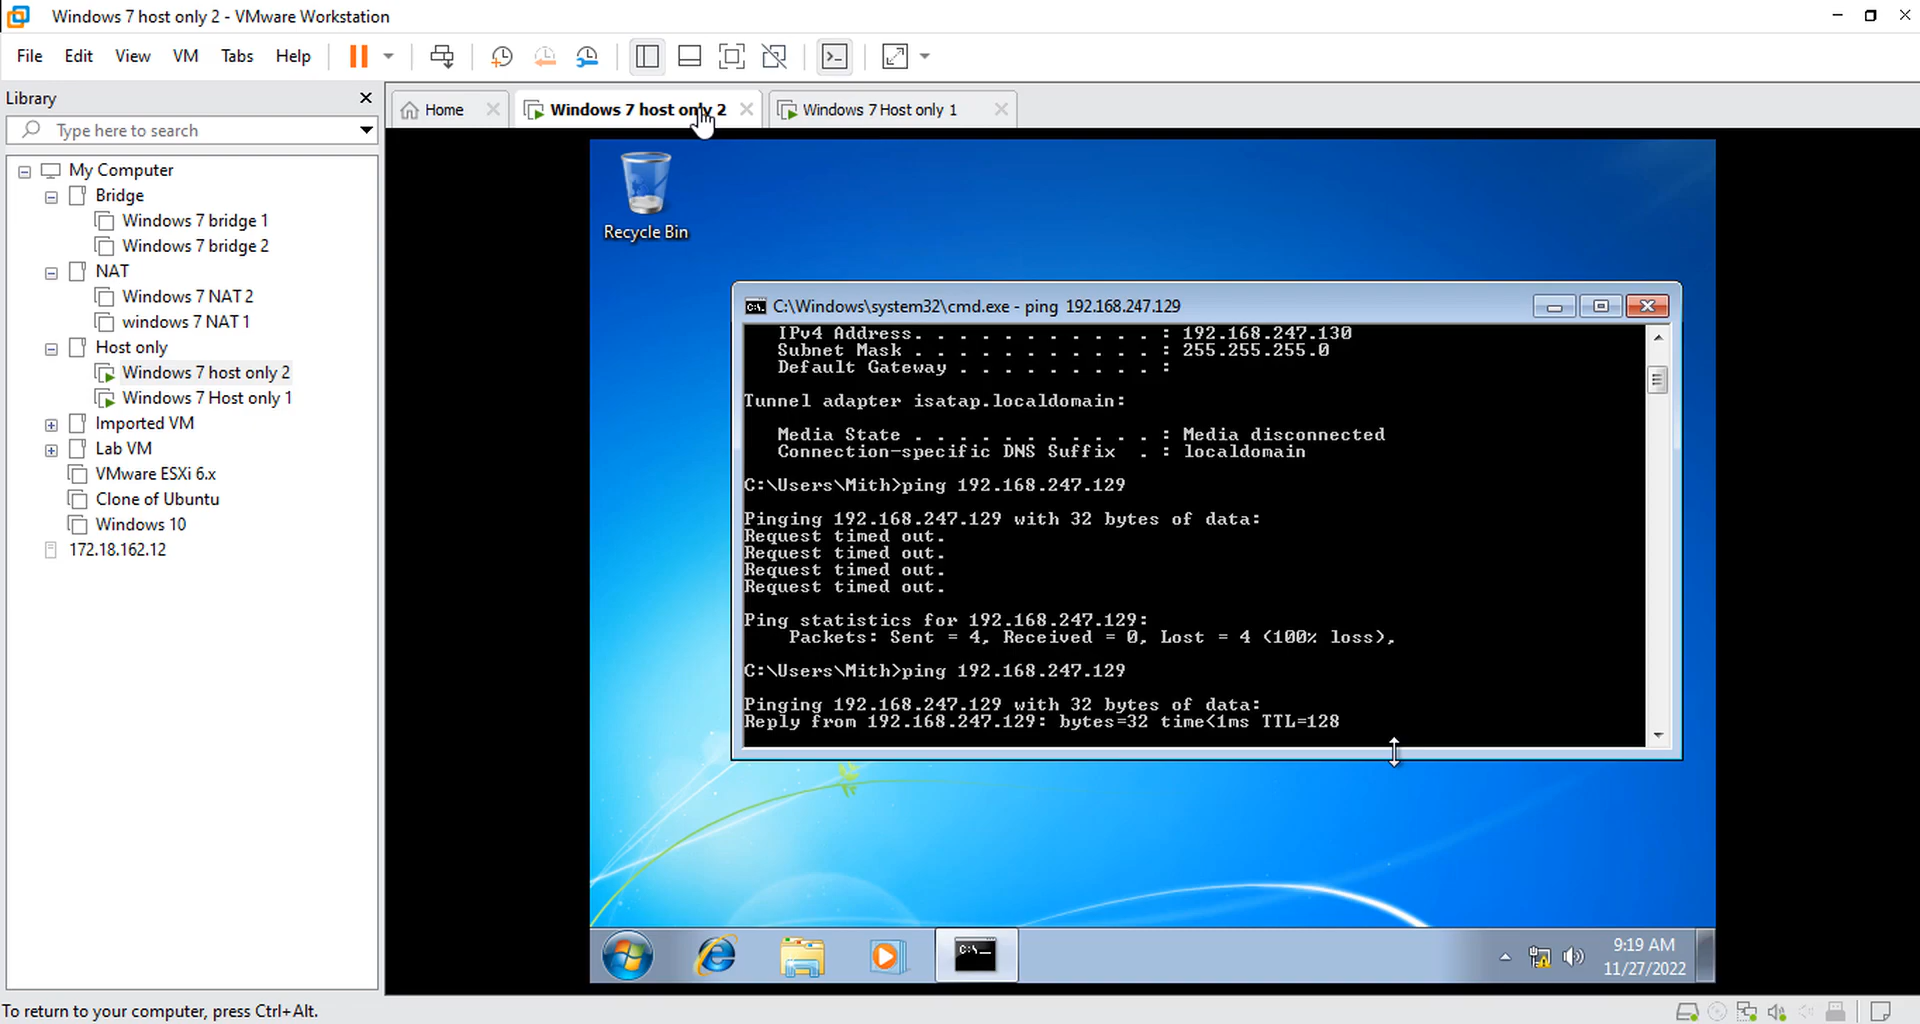 Windows 7 host only 2 - VMware Workstation
File Edit View VM Tabs Help
Library
Type here to search
My Computer
Bridge
Windows 7 bridge 1
Windows 7 bridge 2
NAT
Windows 7 NAT 2
windows 7 NAT 1
Host only
Windows 7 host only 2
Windows 7 Host only 1
Imported VM
Lab VM
VMware ESXi 6.x
Clone of Ubuntu
Windows 10
172.18.162.12
Home
Windows 7 host only 2
Windows 7 Host only 1
Recycle Bin
C:\Windows\system32\cmd.exe - ping 192.168.247.129
IPv4 Address. . . . . . . . . . . : 192.168.247.130
Subnet Mask . . . . . . . . . . . : 255.255.255.0
Default Gateway . . . . . . . . . :
Tunnel adapter isatap.localdomain:
Media State . . . . . . . . . . . : Media disconnected
Connection-specific DNS Suffix  . : localdomain
C:\Users\Mith>ping 192.168.247.129
Pinging 192.168.247.129 with 32 bytes of data:
Request timed out.
Request timed out.
Request timed out.
Request timed out.
Ping statistics for 192.168.247.129:
Packets: Sent = 4, Received = 0, Lost = 4 (100% loss),
C:\Users\Mith>ping 192.168.247.129
Pinging 192.168.247.129 with 32 bytes of data:
Reply from 192.168.247.129: bytes=32 time<1ms TTL=128
9:19 AM
11/27/2022
To return to your computer, press Ctrl+Alt.